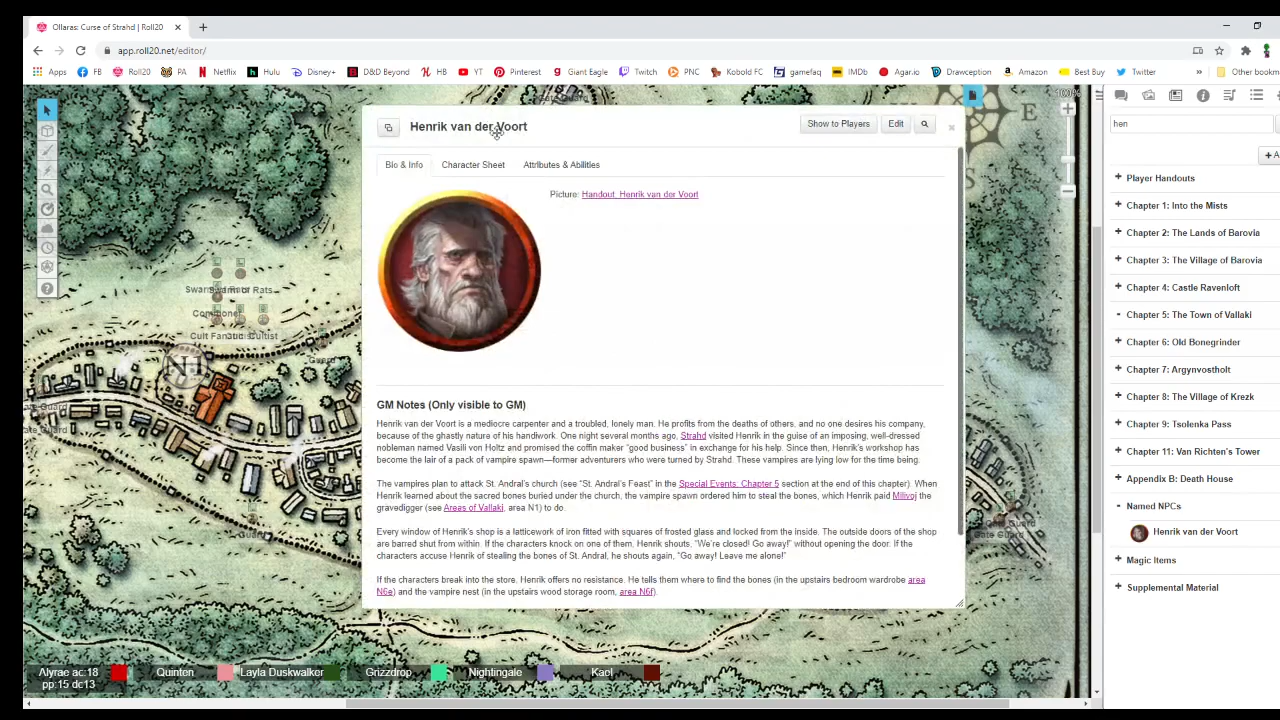 Ollaras: Curse of Strahd | Roll20
app.roll20.net/editor/
Apps FB Roll20 PA Netflix Hulu Disney+ D&D Beyond HB YT Pinterest Giant Eagle Twitch PNC Kobold FC gamefaq IMDb Agar.io Drawception Amazon Best Buy Twitter » Other bookm
100%
hen
Henrik van der Voort
Show to Players Edit
Bio & Info Character Sheet Attributes & Abilities
Picture: Handout: Henrik van der Voort
GM Notes (Only visible to GM)
Henrik van der Voort is a mediocre carpenter and a troubled, lonely man. He profits from the deaths of others, and no one desires his company,
because of the ghastly nature of his handiwork. One night several months ago, Strahd visited Henrik in the guise of an imposing, well-dressed
nobleman named Vasili von Holtz and promised the coffin maker "good business" in exchange for his help. Since then, Henrik's workshop has
become the lair of a pack of vampire spawn—former adventurers who were turned by Strahd. These vampires are lying low for the time being.
The vampires plan to attack St. Andral's church (see "St. Andral's Feast" in the Special Events, Chapter 5 section at the end of this chapter). When
Henrik learned about the sacred bones buried under the church, the vampire spawn ordered him to steal the bones, which Henrik paid Milivoj the
gravedigger (see Areas of Vallaki, area N1) to do.
Every window of Henrik's shop is a latticework of iron fitted with squares of frosted glass and locked from the inside. The outside doors of the shop
are barred shut from within. If the characters knock on one of them, Henrik shouts, "We're closed! Go away!" without opening the door. If the
characters accuse Henrik of stealing the bones of St. Andral, he shouts again, "Go away! Leave me alone!"
If the characters break into the store, Henrik offers no resistance. He tells them where to find the bones (in the upstairs bedroom wardrobe area
N6e) and the vampire nest (in the upstairs wood storage room, area N6f).
Swarm of Rats
Commoner
Cult Fanatic
Cultist
Guard
NH
Gate Guard
Guard
Gate Guard
E
S
Player Handouts
Chapter 1: Into the Mists
Chapter 2: The Lands of Barovia
Chapter 3: The Village of Barovia
Chapter 4: Castle Ravenloft
Chapter 5: The Town of Vallaki
Chapter 6: Old Bonegrinder
Chapter 7: Argynvostholt
Chapter 8: The Village of Krezk
Chapter 9: Tsolenka Pass
Chapter 11: Van Richten's Tower
Appendix B: Death House
Named NPCs
Henrik van der Voort
Magic Items
Supplemental Material
Alyrae ac:18 Quinten Layla Duskwalker Grizzdrop Nightingale Kael
pp:15 dc13